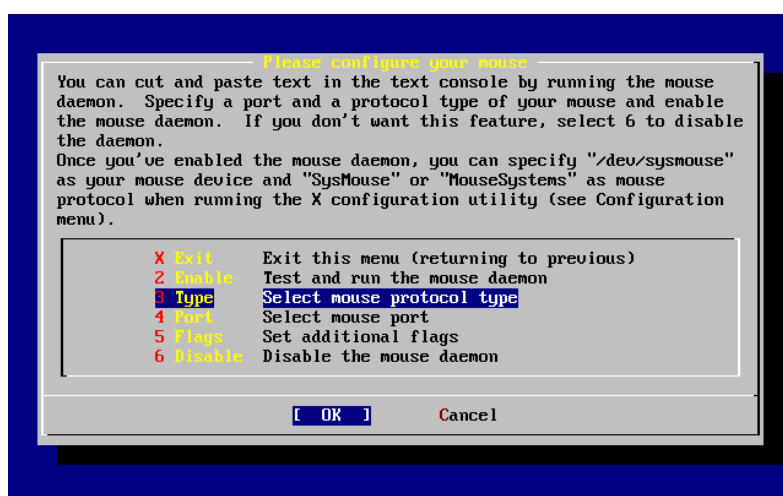 Please configure your mouse
You can cut and paste text in the text console by running the mouse
daemon.  Specify a port and a protocol type of your mouse and enable
the mouse daemon.  If you don't want this feature, select 6 to disable
the daemon.
Once you've enabled the mouse daemon, you can specify "/dev/sysmouse"
as your mouse device and "SysMouse" or "MouseSystems" as mouse
protocol when running the X configuration utility (see Configuration
menu).
X Exit Exit this menu (returning to previous)
2 Enable Test and run the mouse daemon
3 Type Select mouse protocol type
4 Port Select mouse port
5 Flags Set additional flags
6 Disable Disable the mouse daemon
[ OK ] Cancel